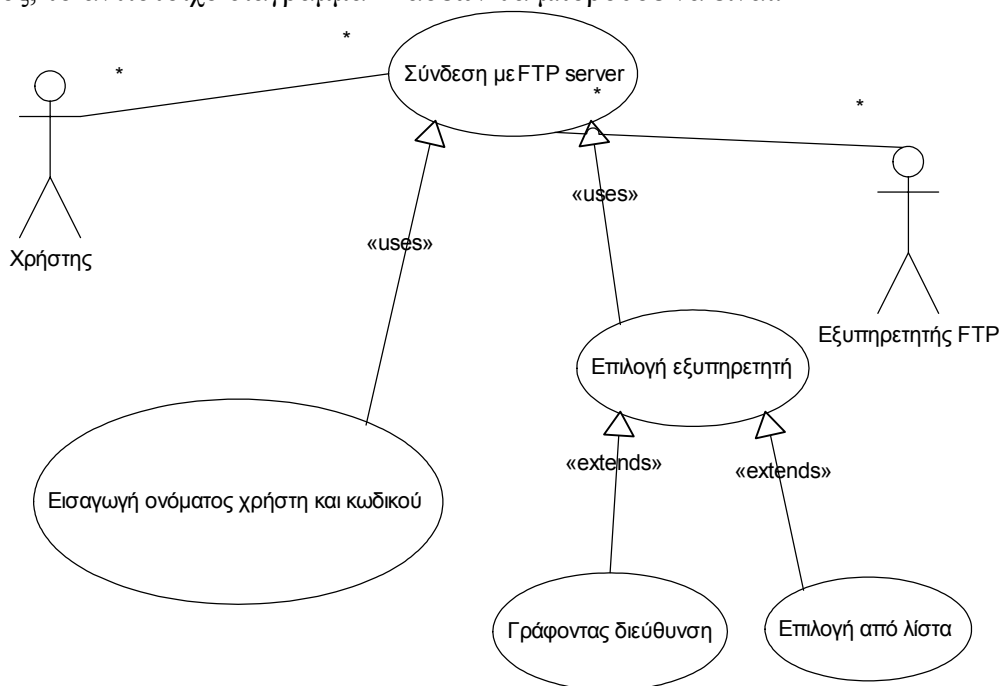 *
*
Σύνδεση με FTP server
*
*
«uses»
«uses»
Χρήστης
Εξυπηρετητής FTP
Επιλογή εξυπηρετητή
«extends»
«extends»
Εισαγωγή ονόματος χρήστη και κωδικού
Γράφοντας διεύθυνση
Επιλογή από λίστα